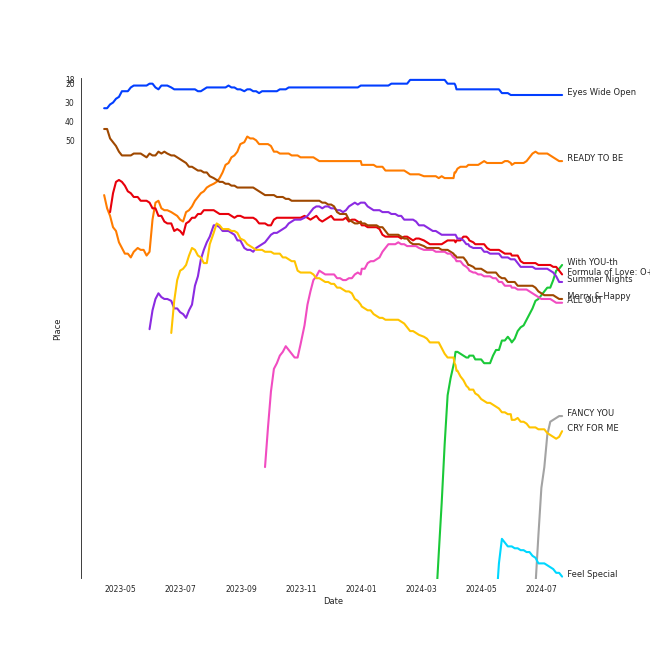 18
20
30
40
50
Eyes Wide Open
READY TO BE
With YOU-th
Formula of Love: O+
Summer Nights
Merry & Happy
ALL OUT
FANCY YOU
CRY FOR ME
Feel Special
Place
2023-05
2023-07
2023-09
2023-11
2024-01
2024-03
2024-05
2024-07
Date